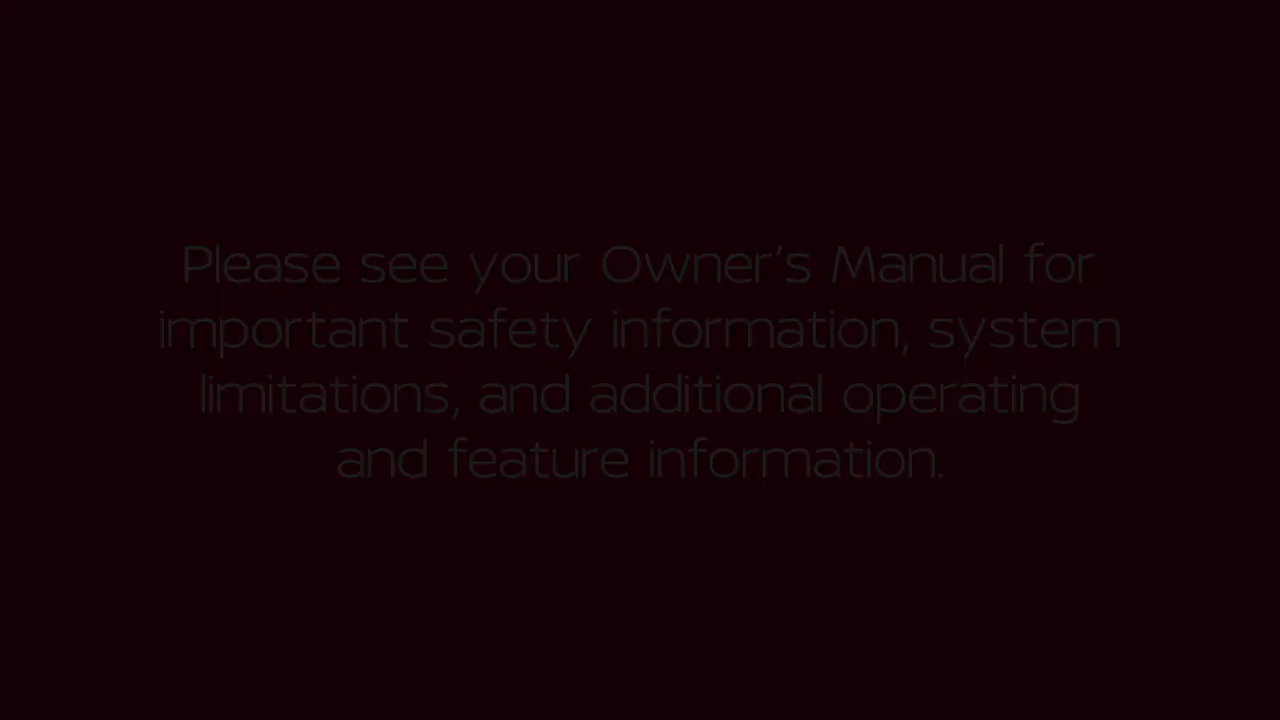 Please see your Owner’s Manual for
important safety information, system
limitations, and additional operating
and feature information.